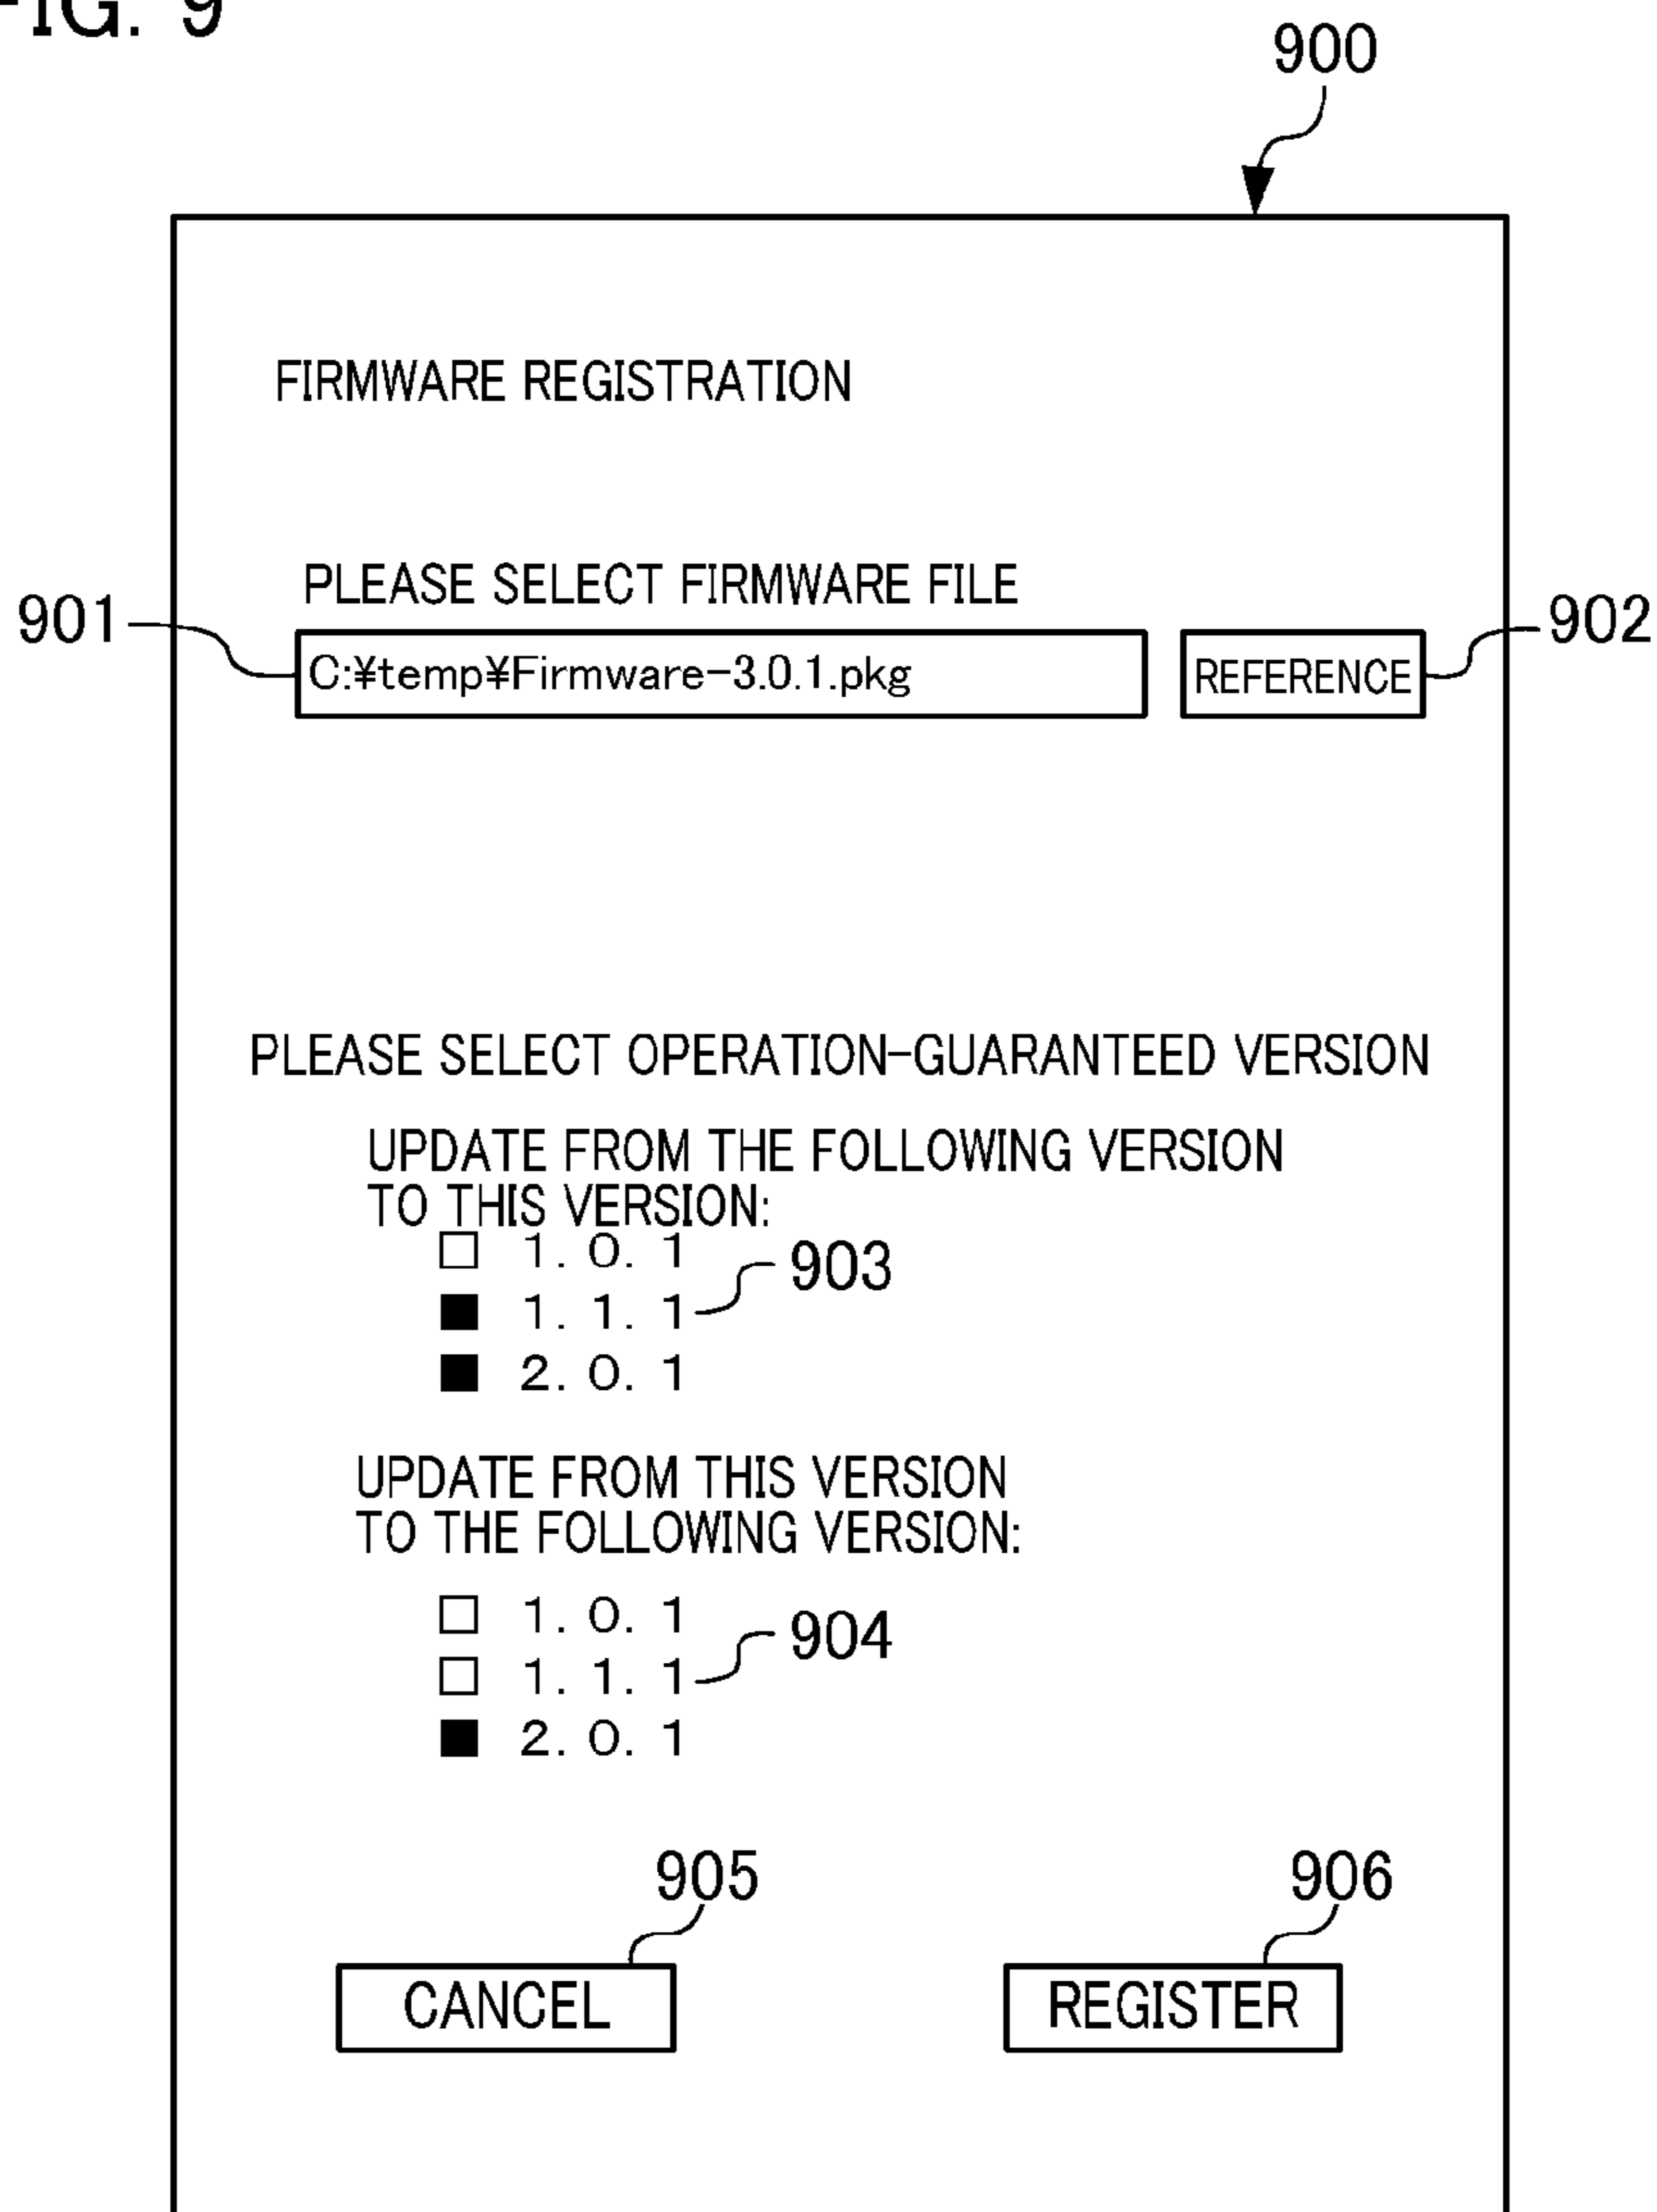 FIG. 9
900
FIRMWARE REGISTRATION
PLEASE SELECT FIRMWARE FILE
901
C:¥temp¥Firmware-3.0.1.pkg
REFERENCE
902
PLEASE SELECT OPERATION-GUARANTEED VERSION
UPDATE FROM THE FOLLOWING VERSION
TO THIS VERSION:
□ 1. 0. 1
903
■ 1. 1. 1
■ 2. 0. 1
UPDATE FROM THIS VERSION
TO THE FOLLOWING VERSION:
□ 1. 0. 1
904
□ 1. 1. 1
■ 2. 0. 1
905
906
CANCEL
REGISTER